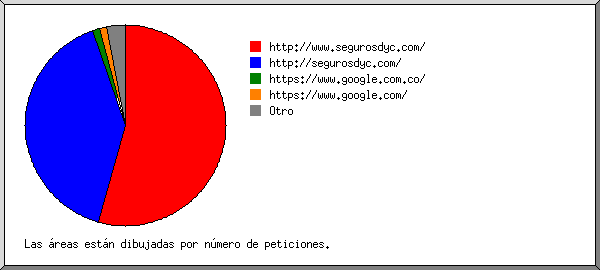 http://www.segurosdyc.com/
http://segurosdyc.com/
https://www.google.com.co/
https://www.google.com/
Otro
Las áreas están dibujadas por número de peticiones.